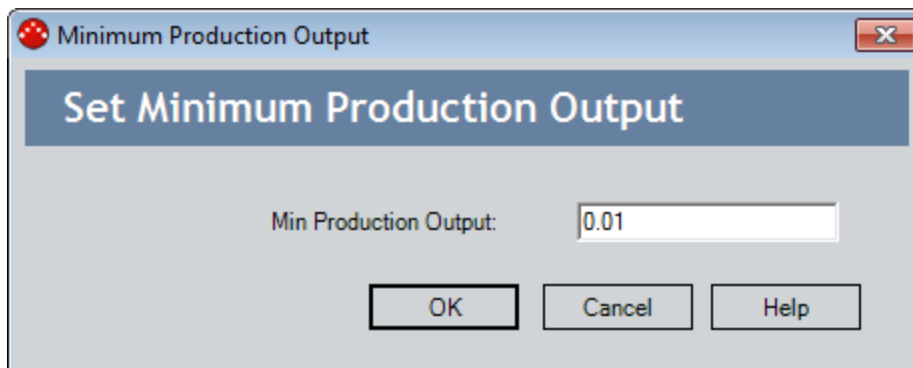 Minimum Production Output
Set Minimum Production Output
Min Production Output: 0.01
OK Cancel Help